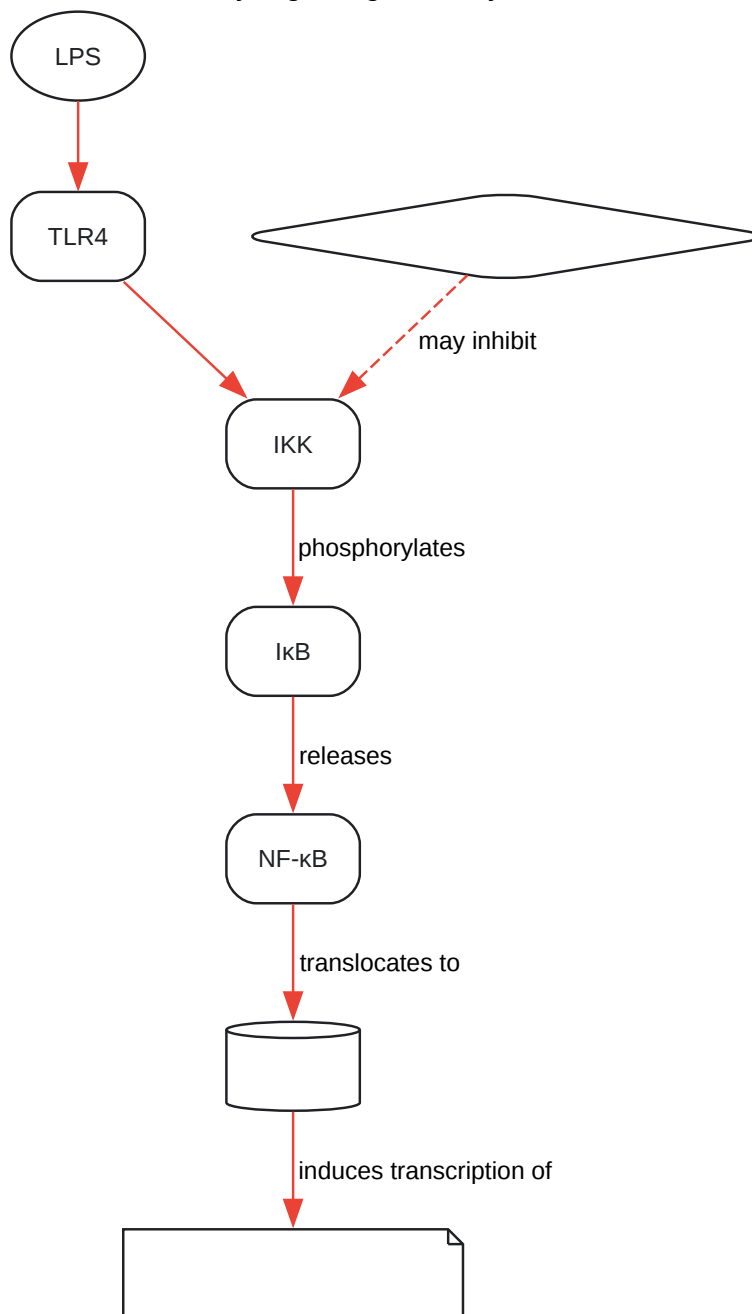 LPS
TLR4
may inhibit
IKK
phosphorylates
IκB
releases
NF-κB
translocates to
induces transcription of